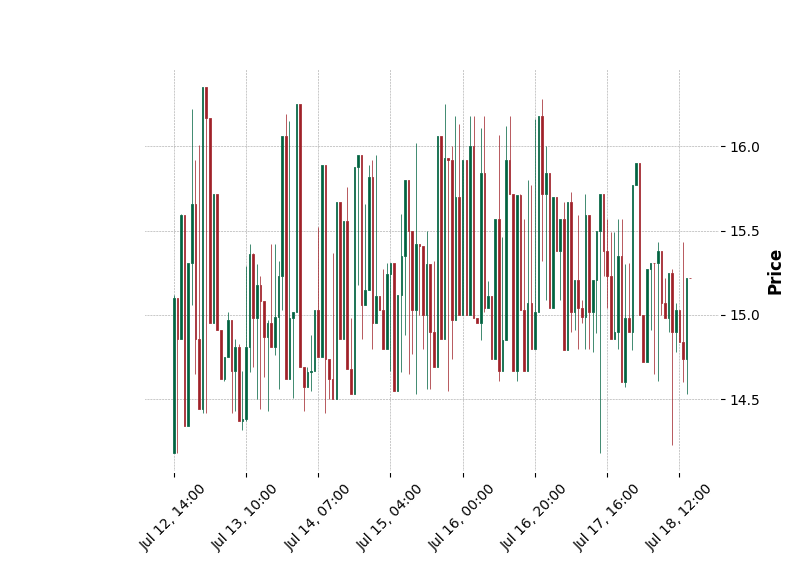 16.0
15.5
15.0
14.5
Price
Jul 12, 14:00
Jul 13, 10:00
Jul 14, 07:00
Jul 15, 04:00
Jul 16, 00:00
Jul 16, 20:00
Jul 17, 16:00
Jul 18, 12:00